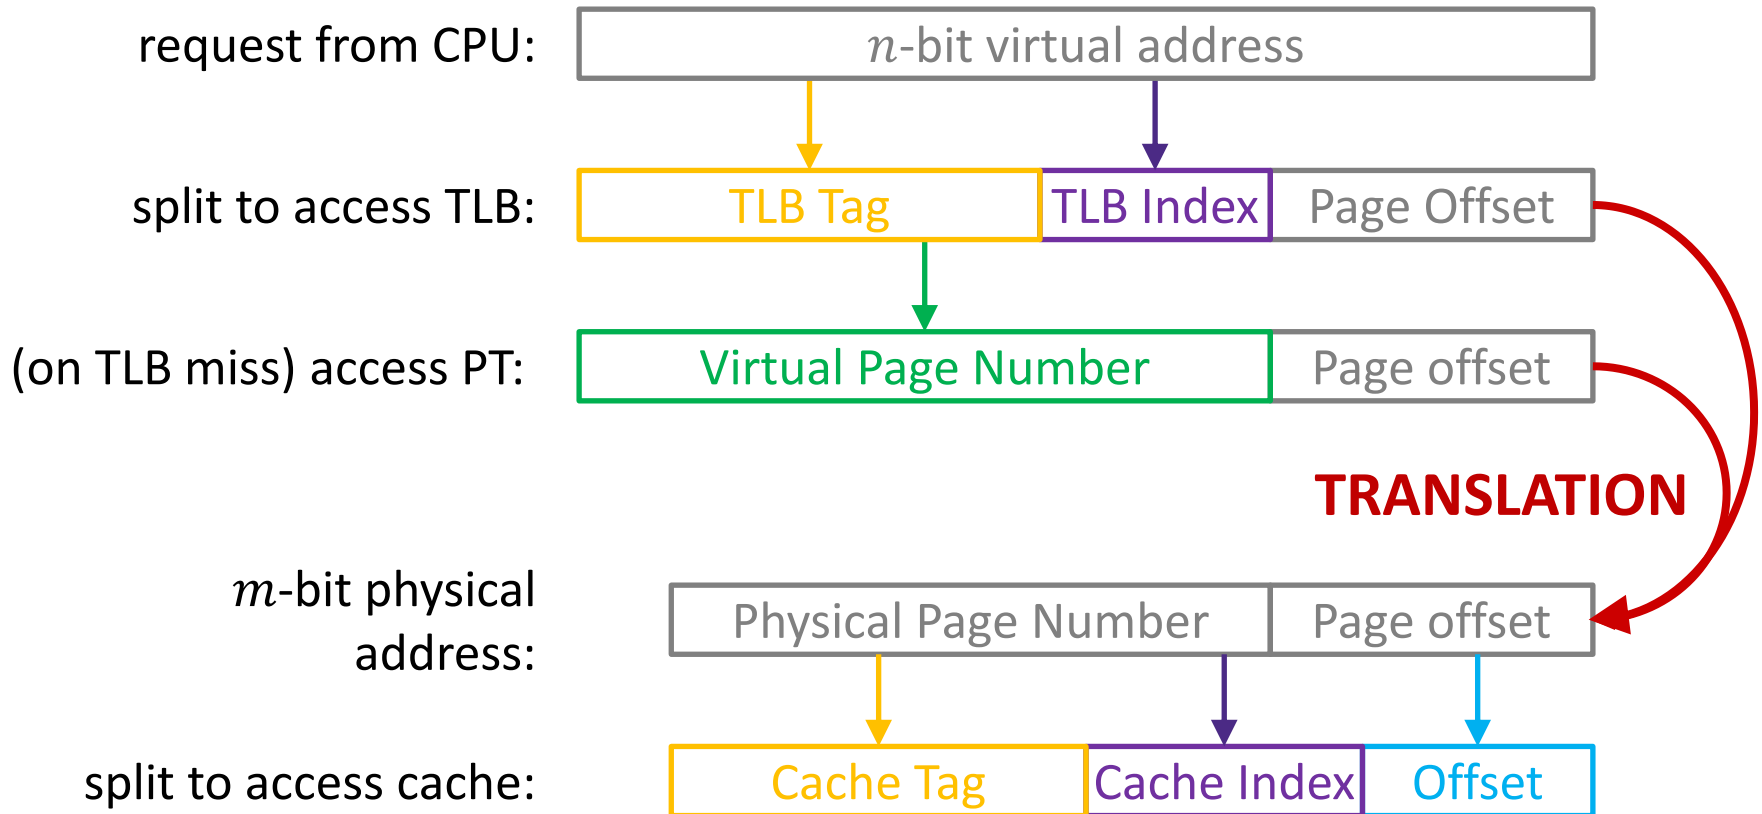 request from CPU: n-bit virtual address
split to access TLB: TLB Tag TLB Index Page Offset
(on TLB miss) access PT: Virtual Page Number Page offset
TRANSLATION
m-bit physical
address:
Physical Page Number Page offset
split to access cache: Cache Tag Cache Index Offset